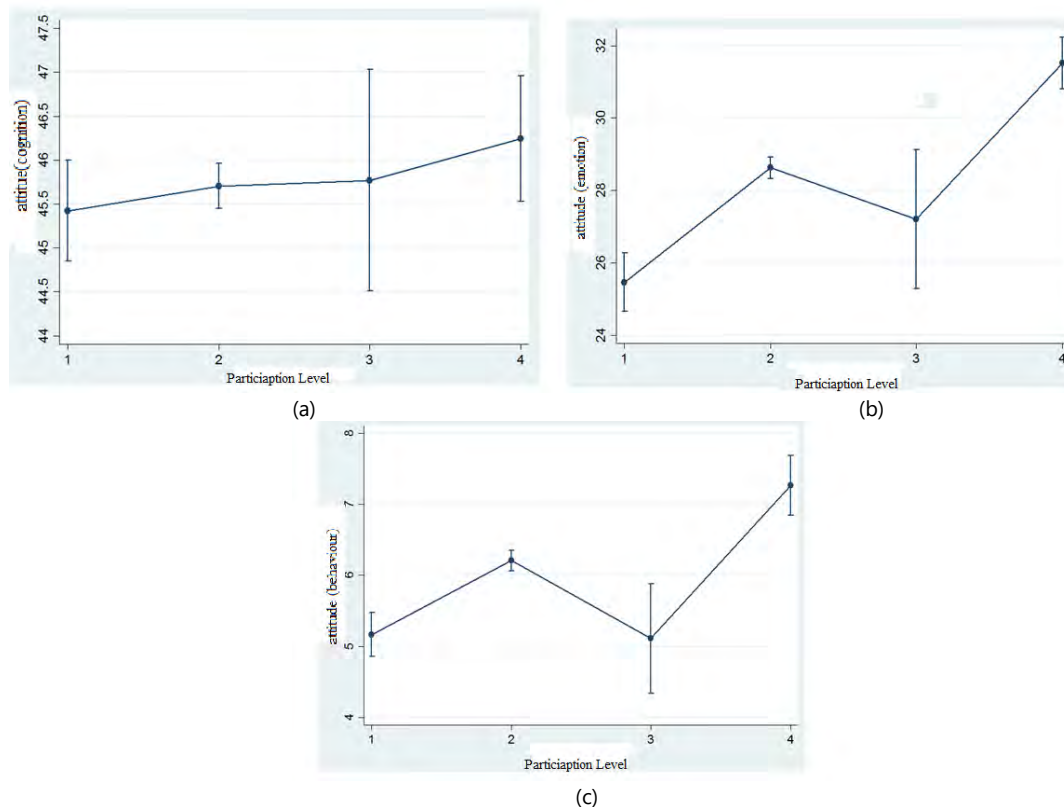 47.5
47
46.5
46
45.5
45
44.5
44
attitue(cognition)
1 2 3 4
Particiaption Level
(a)
32
30
28
26
24
attitude (emotion)
1 2 3 4
Particiaption Level
(b)
8
7
6
5
4
attitude (behaviour)
1 2 3 4
Particiaption Level
(c)